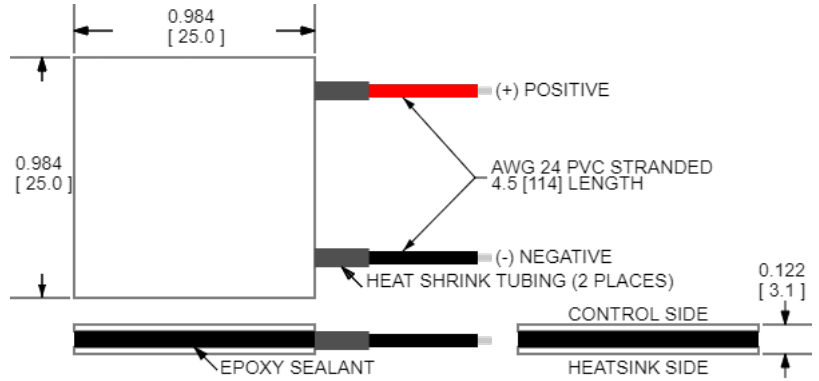 0.984
[ 25.0 ]
(+) POSITIVE
0.984
[ 25.0 ]
AWG 24 PVC STRANDED
4.5 [114] LENGTH
(-) NEGATIVE
HEAT SHRINK TUBING (2 PLACES)
0.122
[ 3.1 ]
CONTROL SIDE
EPOXY SEALANT
HEATSINK SIDE